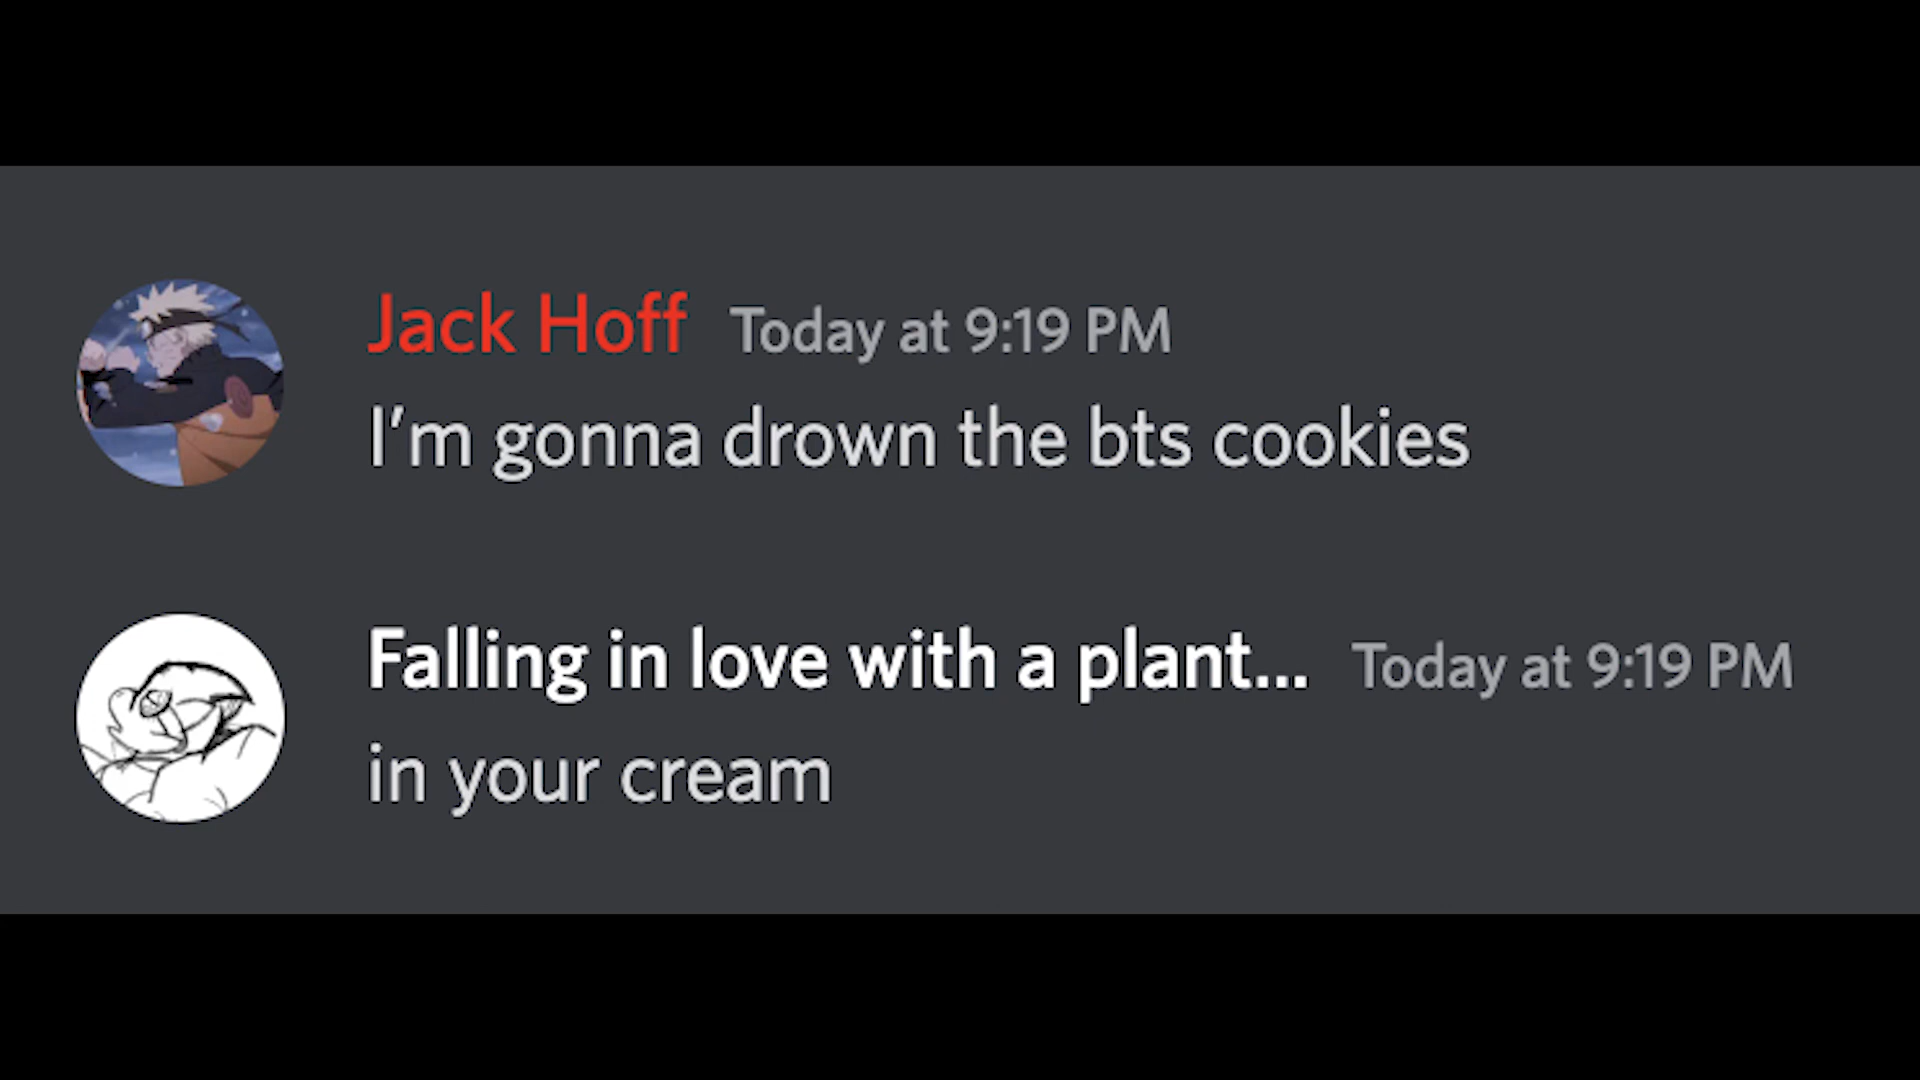 Jack Hoff Today at 9:19 PM
I'm gonna drown the bts cookies
Falling in love with a plant... Today at 9:19 PM
in your cream